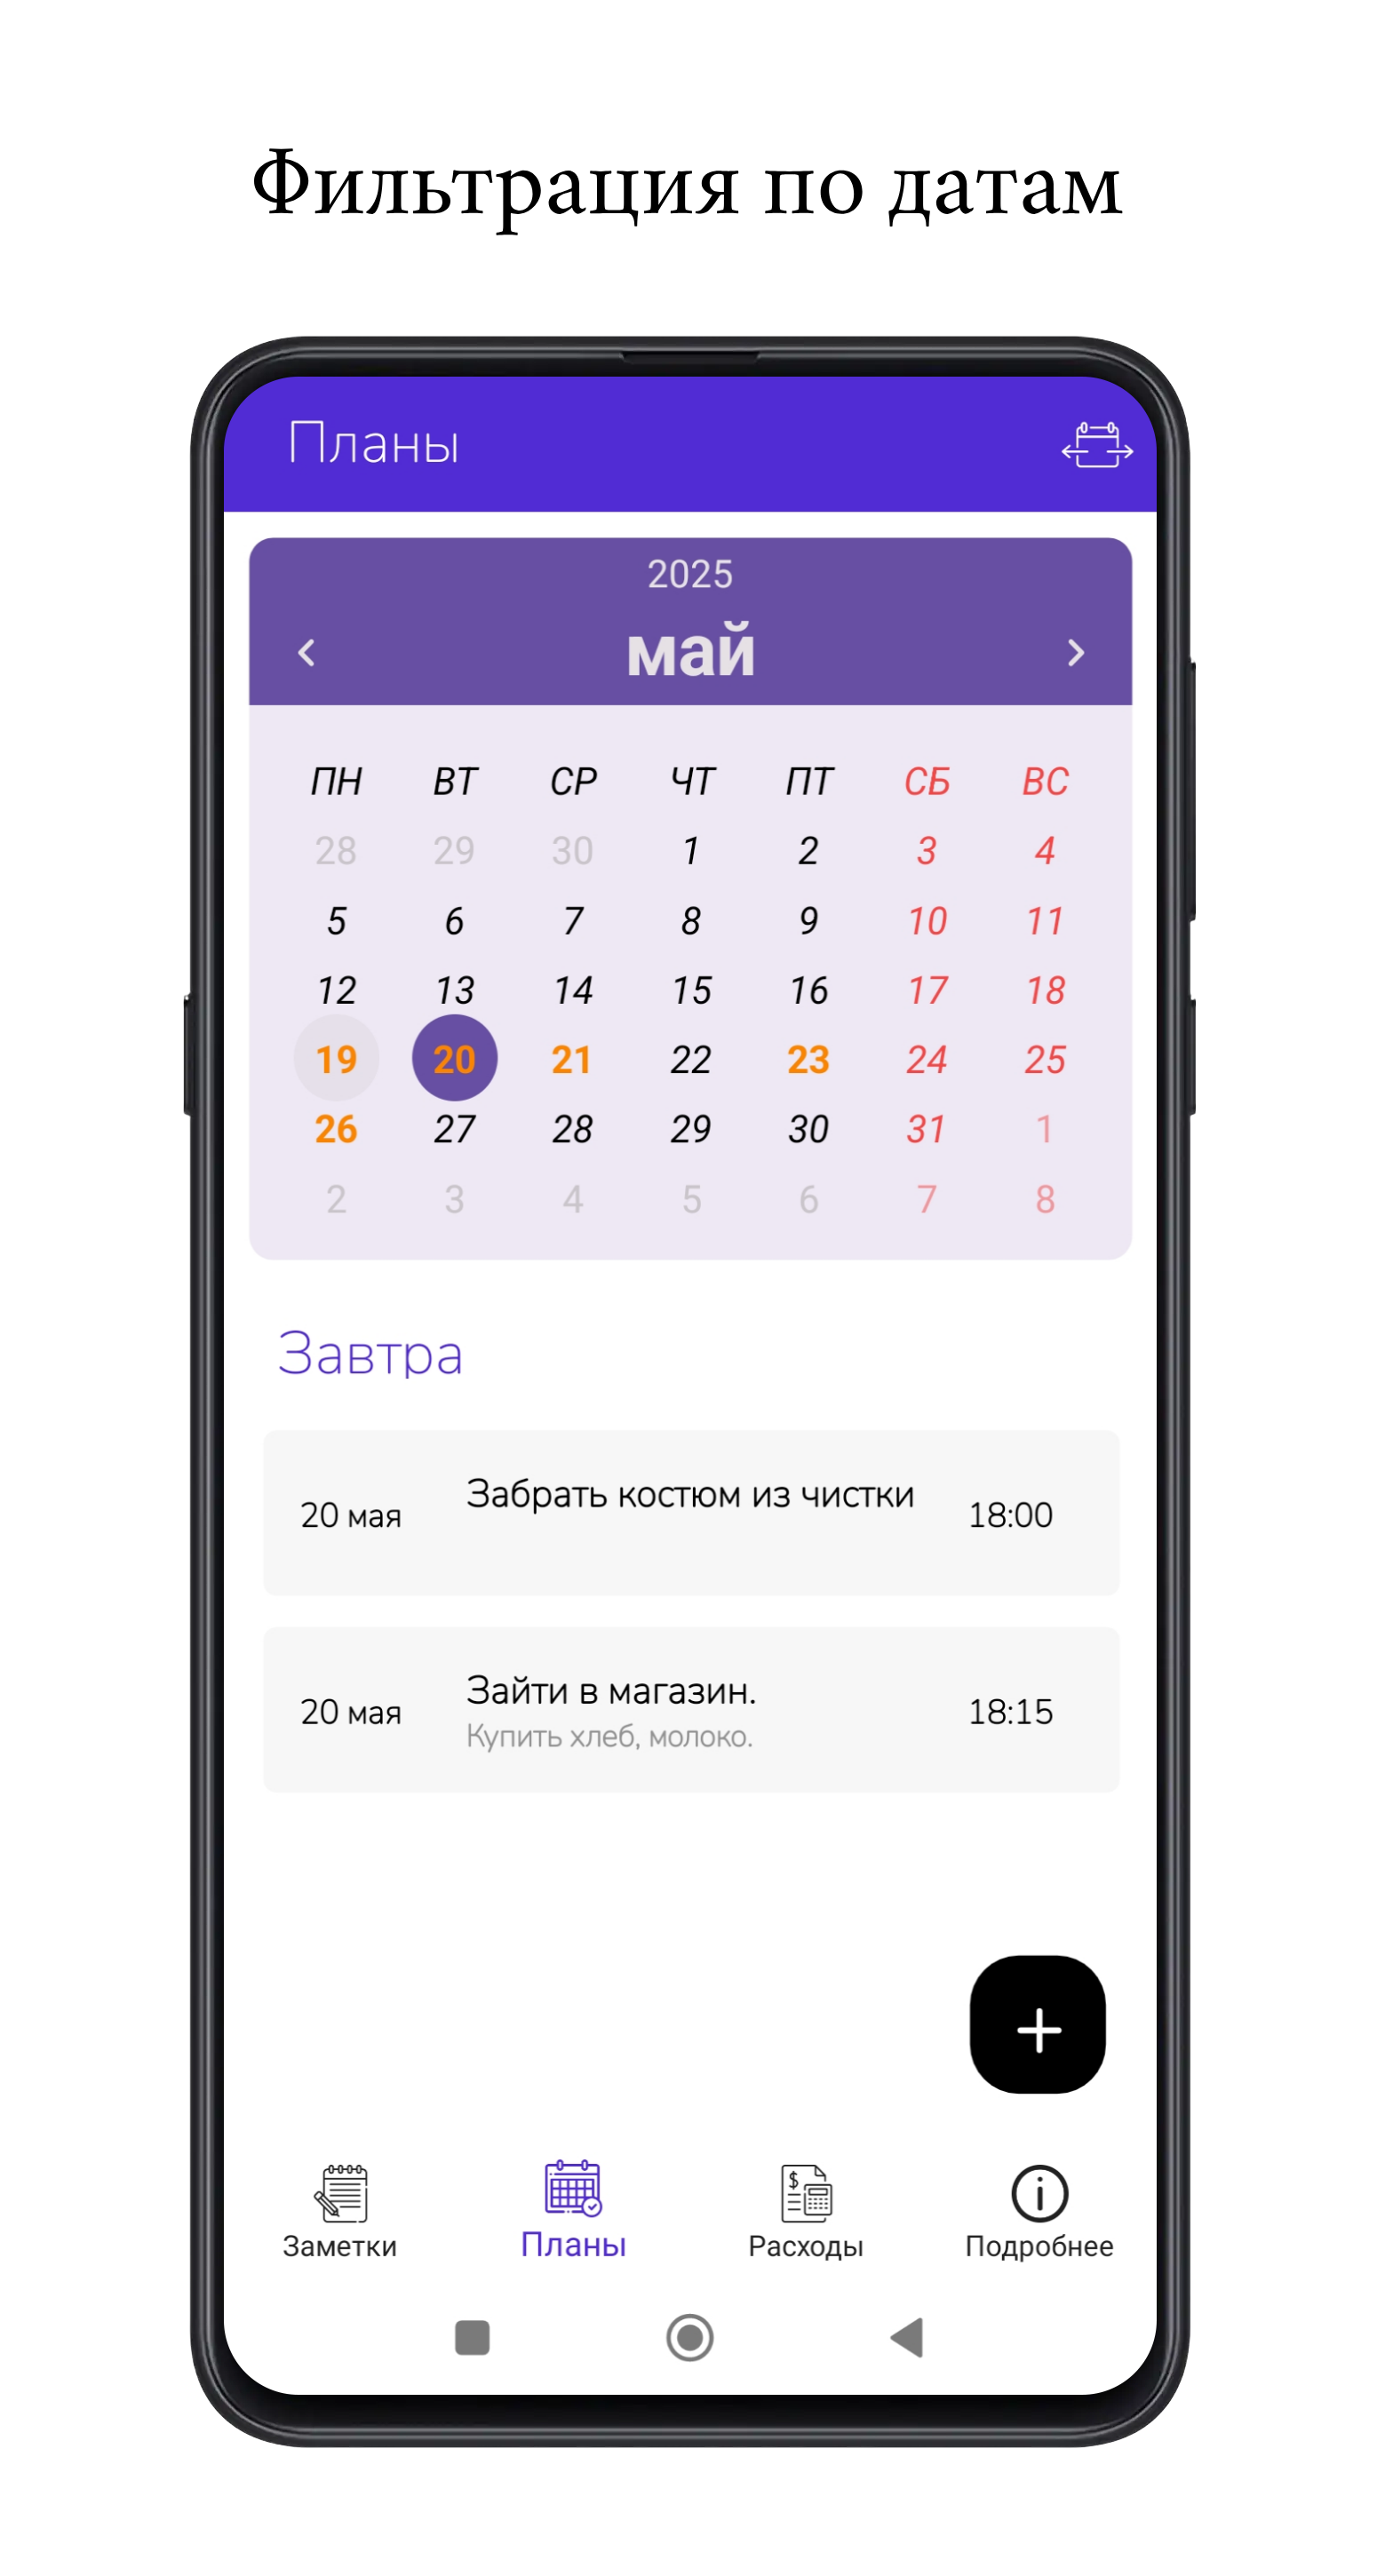 Фильтрация по датам
Планы
2025
май
ПН ВТ СР ЧТ ПТ СБ ВС
28 29 30 1 2 3 4
5 6 7 8 9 10 11
12 13 14 15 16 17 18
19 20 21 22 23 24 25
26 27 28 29 30 31 1
2 3 4 5 6 7 8
Завтра
20 мая Забрать костюм из чистки 18:00
20 мая Зайти в магазин. 18:15
Купить хлеб, молоко.
Заметки Планы Расходы Подробнее